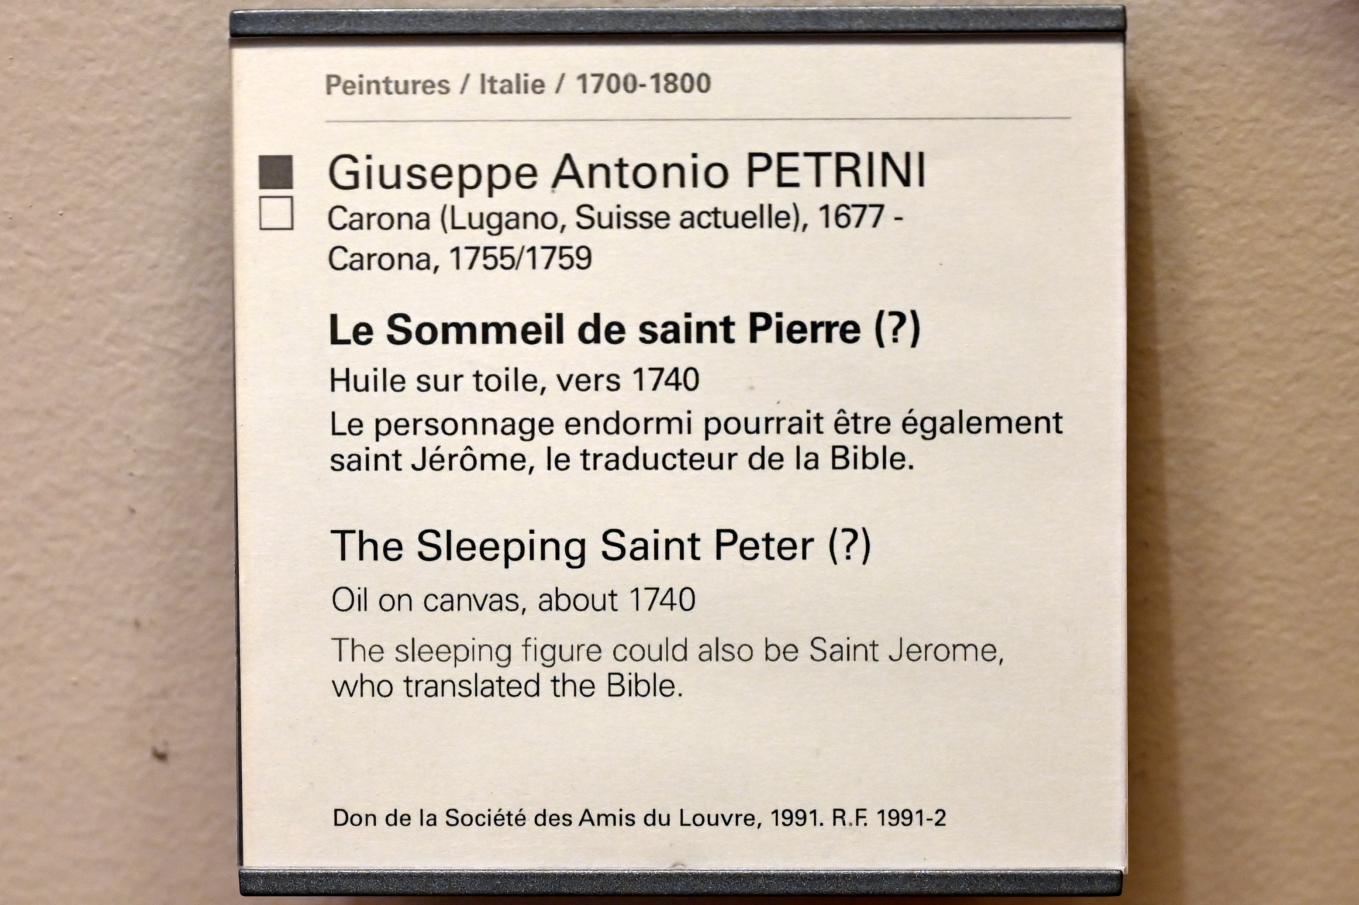 Peintures / Italie / 1700-1800
Giuseppe Antonio PETRINI
Carona (Lugano, Suisse actuelle), 1677 -
Carona, 1755/1759
Le Sommeil de saint Pierre (?)
Huile sur toile, vers 1740
Le personnage endormi pourrait être également
saint Jérôme, le traducteur de la Bible.
The Sleeping Saint Peter (?)
Oil on canvas, about 1740
The sleeping figure could also be Saint Jerome,
who translated the Bible.
Don de la Société des Amis du Louvre, 1991. R.F. 1991-2